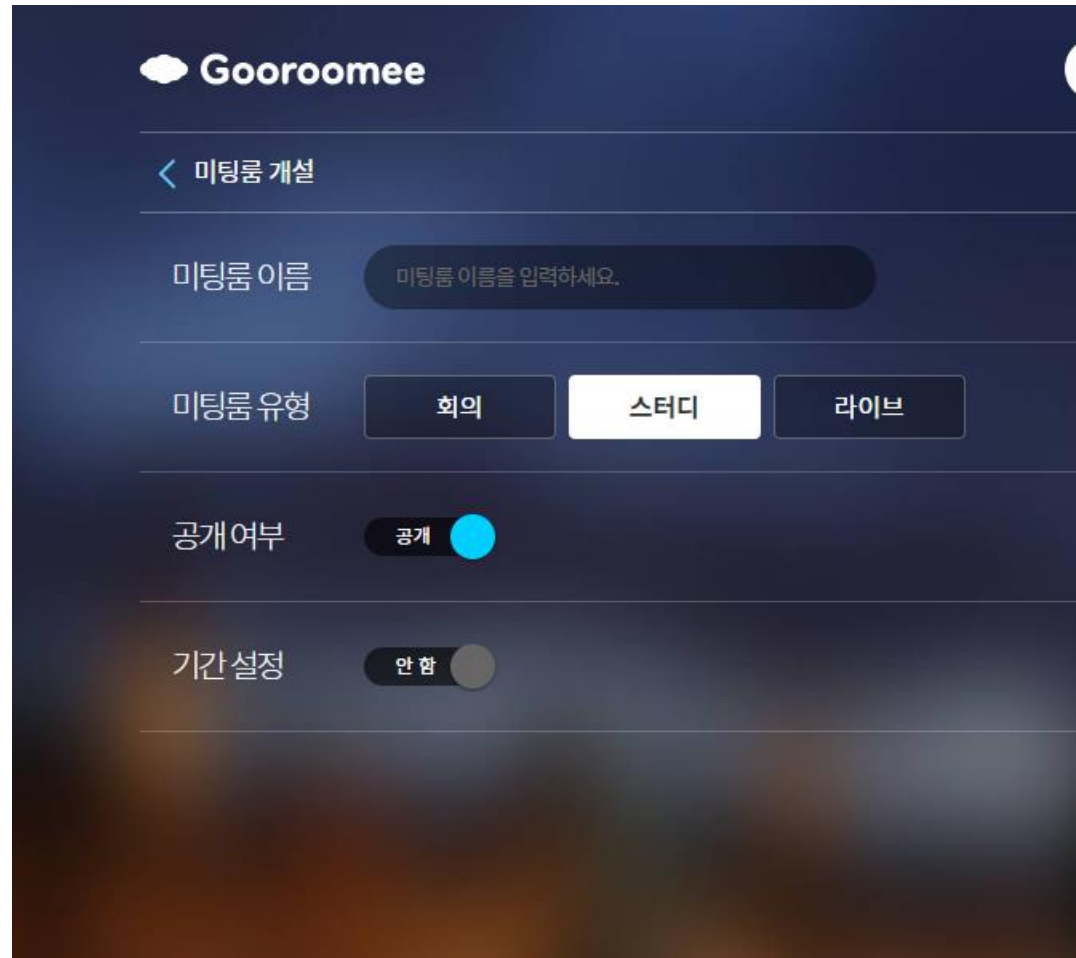 Gooroomee
미팅룸 개설
미팅룸 이름 미팅룸 이름을 입력하세요.
미팅룸 유형 회의 스터디 라이브
공개 여부 공개
기간 설정 안 함